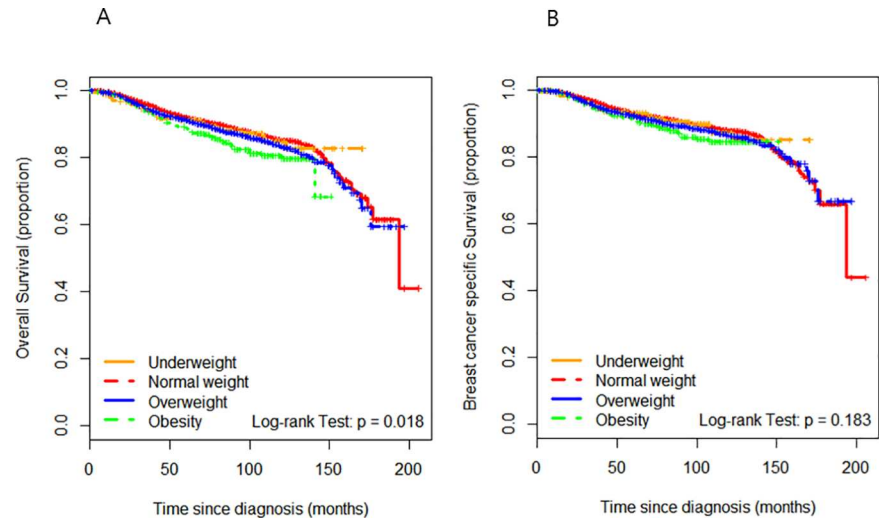 A
Overall Survival (proportion)
1.0
0.8
0.6
0.4
0.2
0.0
Underweight
Normal weight
Overweight
Obesity
Log-rank Test: p = 0.018
0 50 100 150 200
Time since diagnosis (months)
B
Breast cancer specific Survival (proportion)
1.0
0.8
0.6
0.4
0.2
0.0
Underweight
Normal weight
Overweight
Obesity
Log-rank Test: p = 0.183
0 50 100 150 200
Time since diagnosis (months)